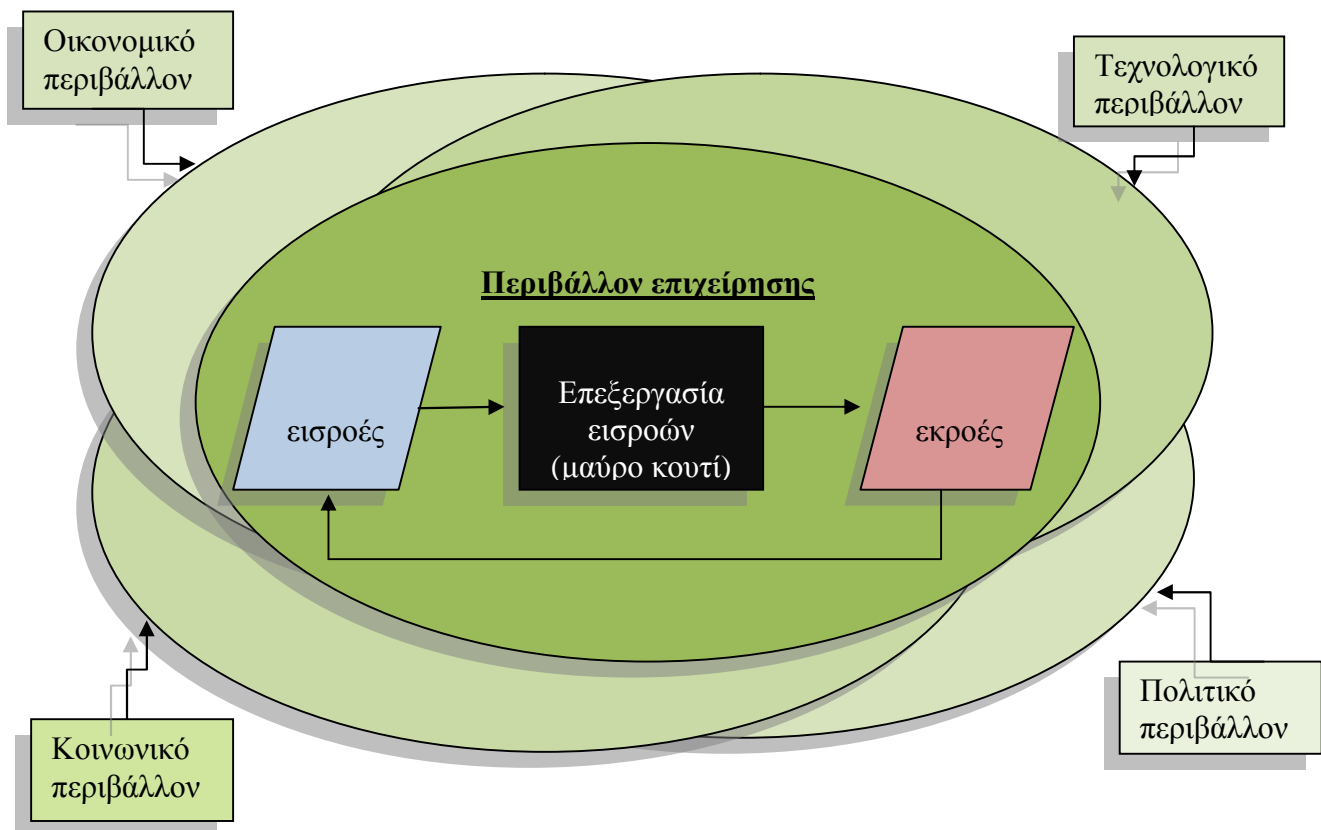 Οικονομικό
περιβάλλον
Τεχνολογικό
περιβάλλον
Περιβάλλον επιχείρησης
εισροές
Επεξεργασία
εισροών
(μαύρο κουτί)
εκροές
Κοινωνικό
περιβάλλον
Πολιτικό
περιβάλλον